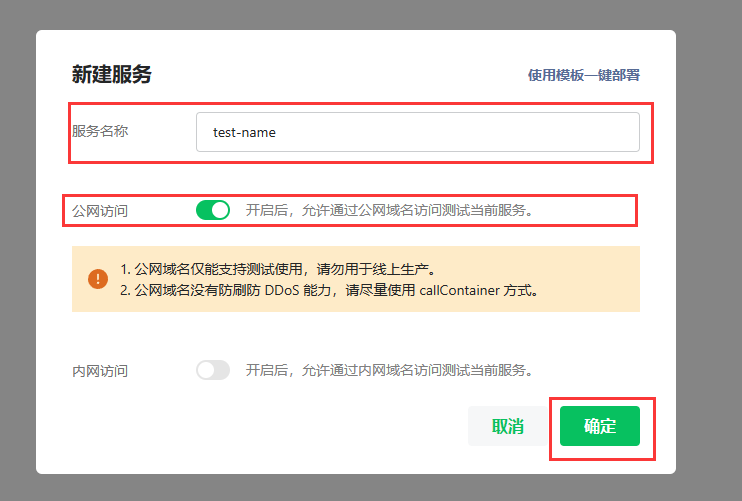 新建服务
使用模板一键部署
服务名称
test-name
公网访问
开启后，允许通过公网域名访问测试当前服务。
1. 公网域名仅能支持测试使用，请勿用于线上生产。
2. 公网域名没有防刷防 DDoS 能力，请尽量使用 callContainer 方式。
内网访问
开启后，允许通过内网域名访问测试当前服务。
取消
确定